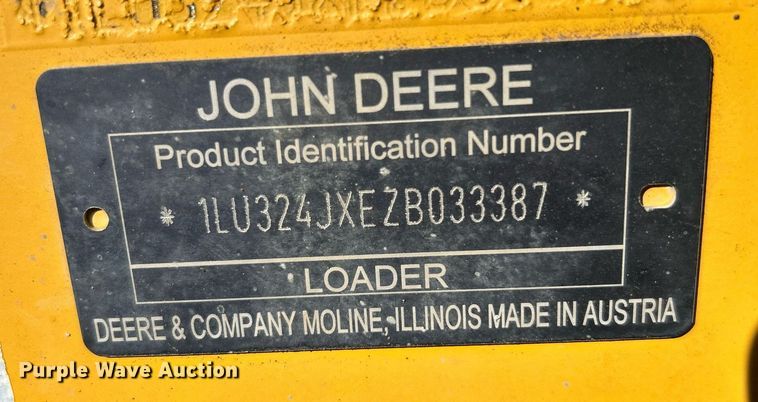 JOHN DEERE
Product Identification Number
* 1LU324JXEZB033387 *
LOADER
DEERE & COMPANY MOLINE, ILLINOIS MADE IN AUSTRIA
Purple Wave Auction